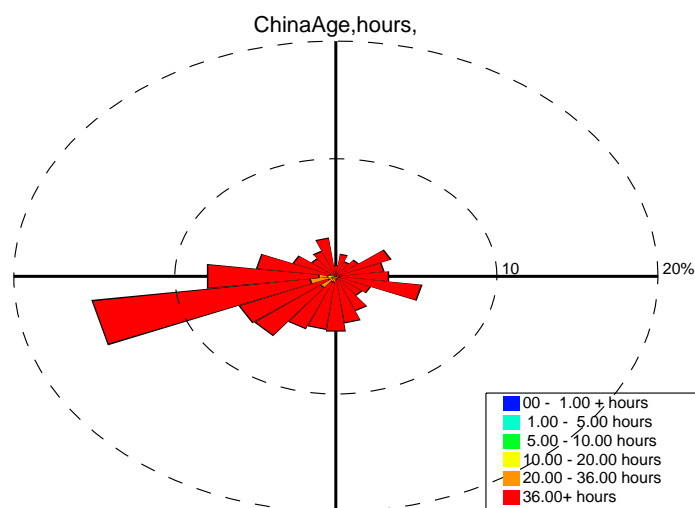 ChinaAge,hours,
10
20%
00 - 1.00 + hours
1.00 - 5.00 hours
5.00 - 10.00 hours
10.00 - 20.00 hours
20.00 - 36.00 hours
36.00+ hours